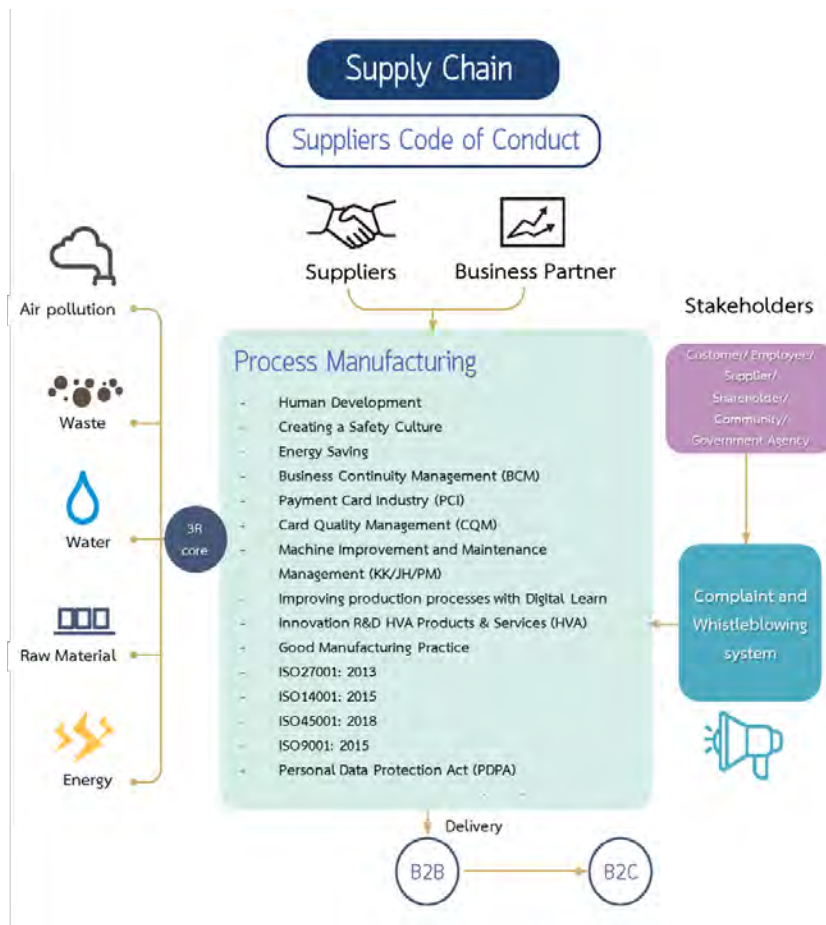 Supply Chain
Suppliers Code of Conduct
Suppliers
Business Partner
Air pollution
Waste
Water
Raw Material
Energy
3R
core
Process Manufacturing
- Human Development
- Creating a Safety Culture
- Energy Saving
- Business Continuity Management (BCM)
- Payment Card Industry (PCI)
- Card Quality Management (CQM)
- Machine Improvement and Maintenance
Management (KK/JH/PM)
- Improving production processes with Digital Learn
- Innovation R&D HVA Products & Services (HVA)
- Good Manufacturing Practice
- ISO27001: 2013
- ISO14001: 2015
- ISO45001: 2018
- ISO9001: 2015
- Personal Data Protection Act (PDPA)
Stakeholders
Customer/ Employee/
Supplier/
Shareholder/
Community/
Government Agency
Complaint and
Whistleblowing
system
Delivery
B2B
B2C